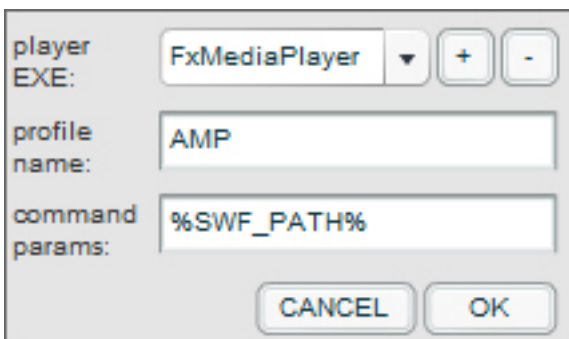 player
EXE:
FxMediaPlayer
+
-
profile
name:
AMP
command
params:
%SWF_PATH%
CANCEL
OK